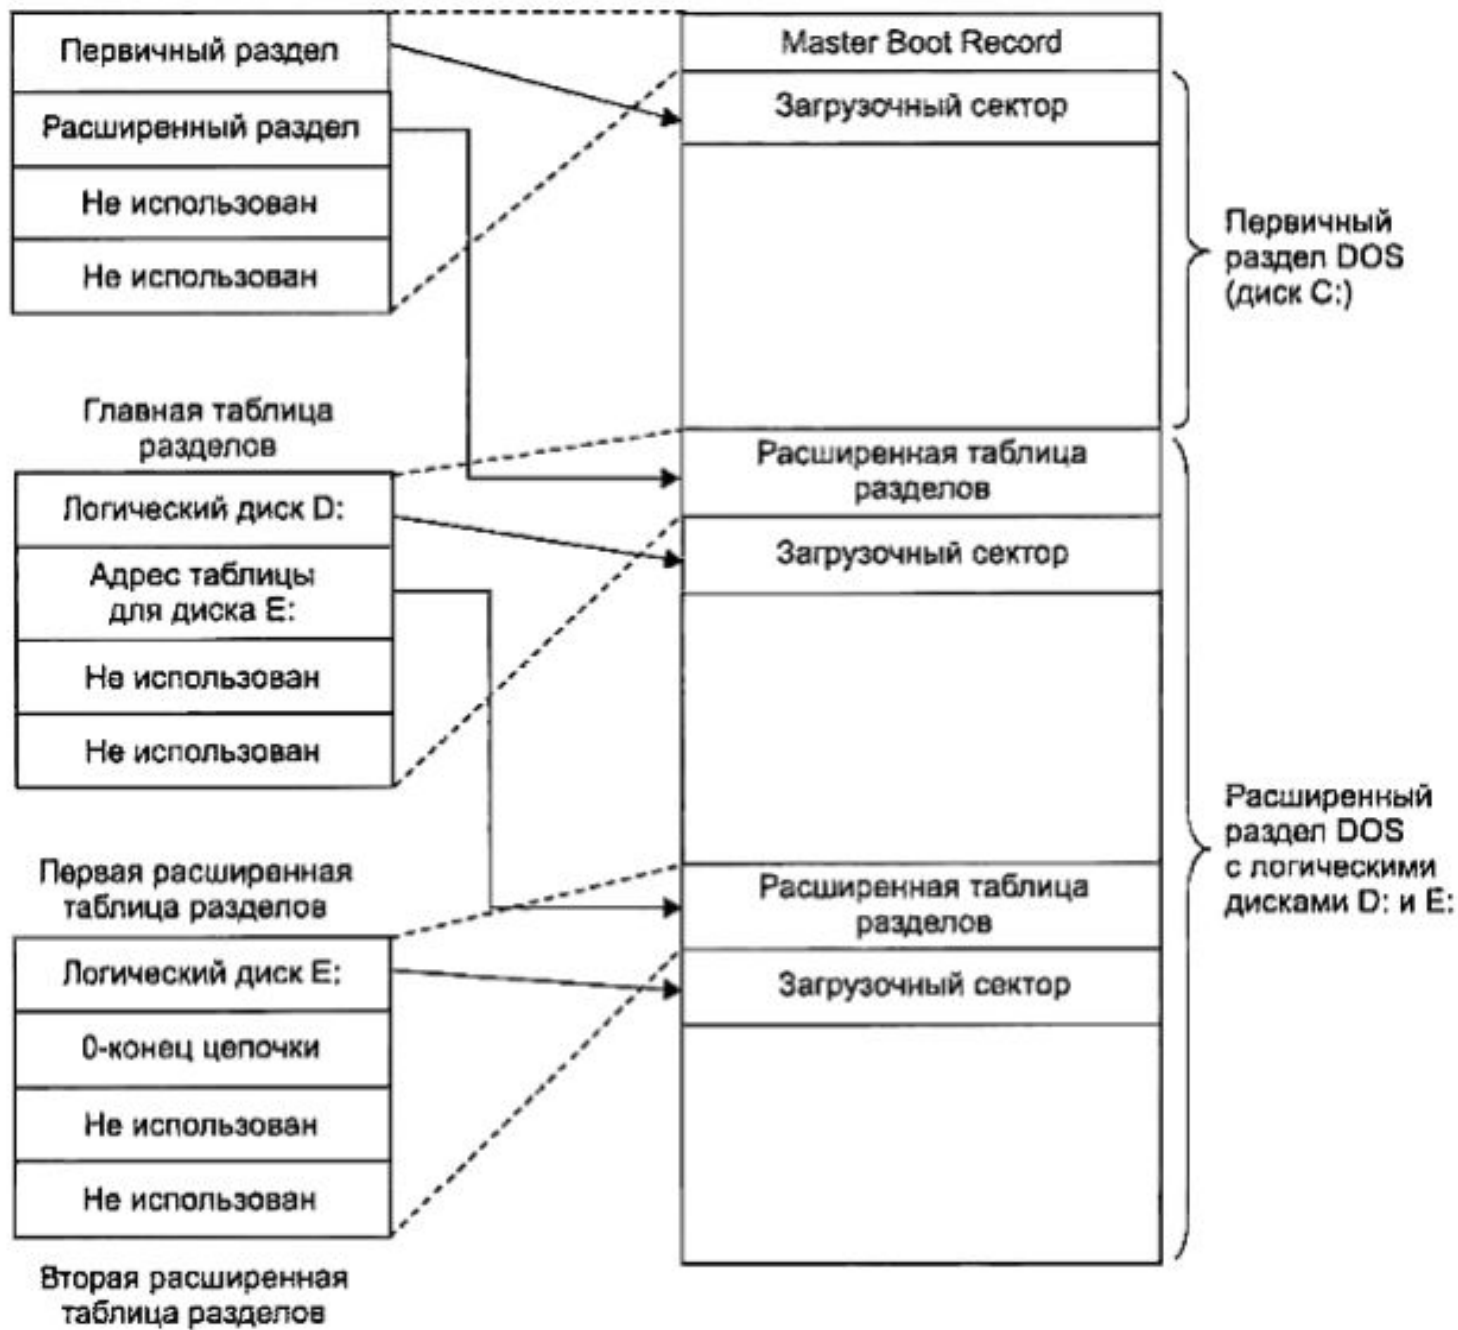 Первичный раздел
Расширенный раздел
Не использован
Не использован
Главная таблица
разделов
Логический диск D:
Адрес таблицы
для диска E:
Не использован
Не использован
Первая расширенная
таблица разделов
Логический диск E:
0-конец цепочки
Не использован
Не использован
Вторая расширенная
таблица разделов
Master Boot Record
Загрузочный сектор
Расширенная таблица
разделов
Загрузочный сектор
Расширенная таблица
разделов
Загрузочный сектор
Первичный
раздел DOS
(диск C:)
Расширенный
раздел DOS
с логическими
дисками D: и E: